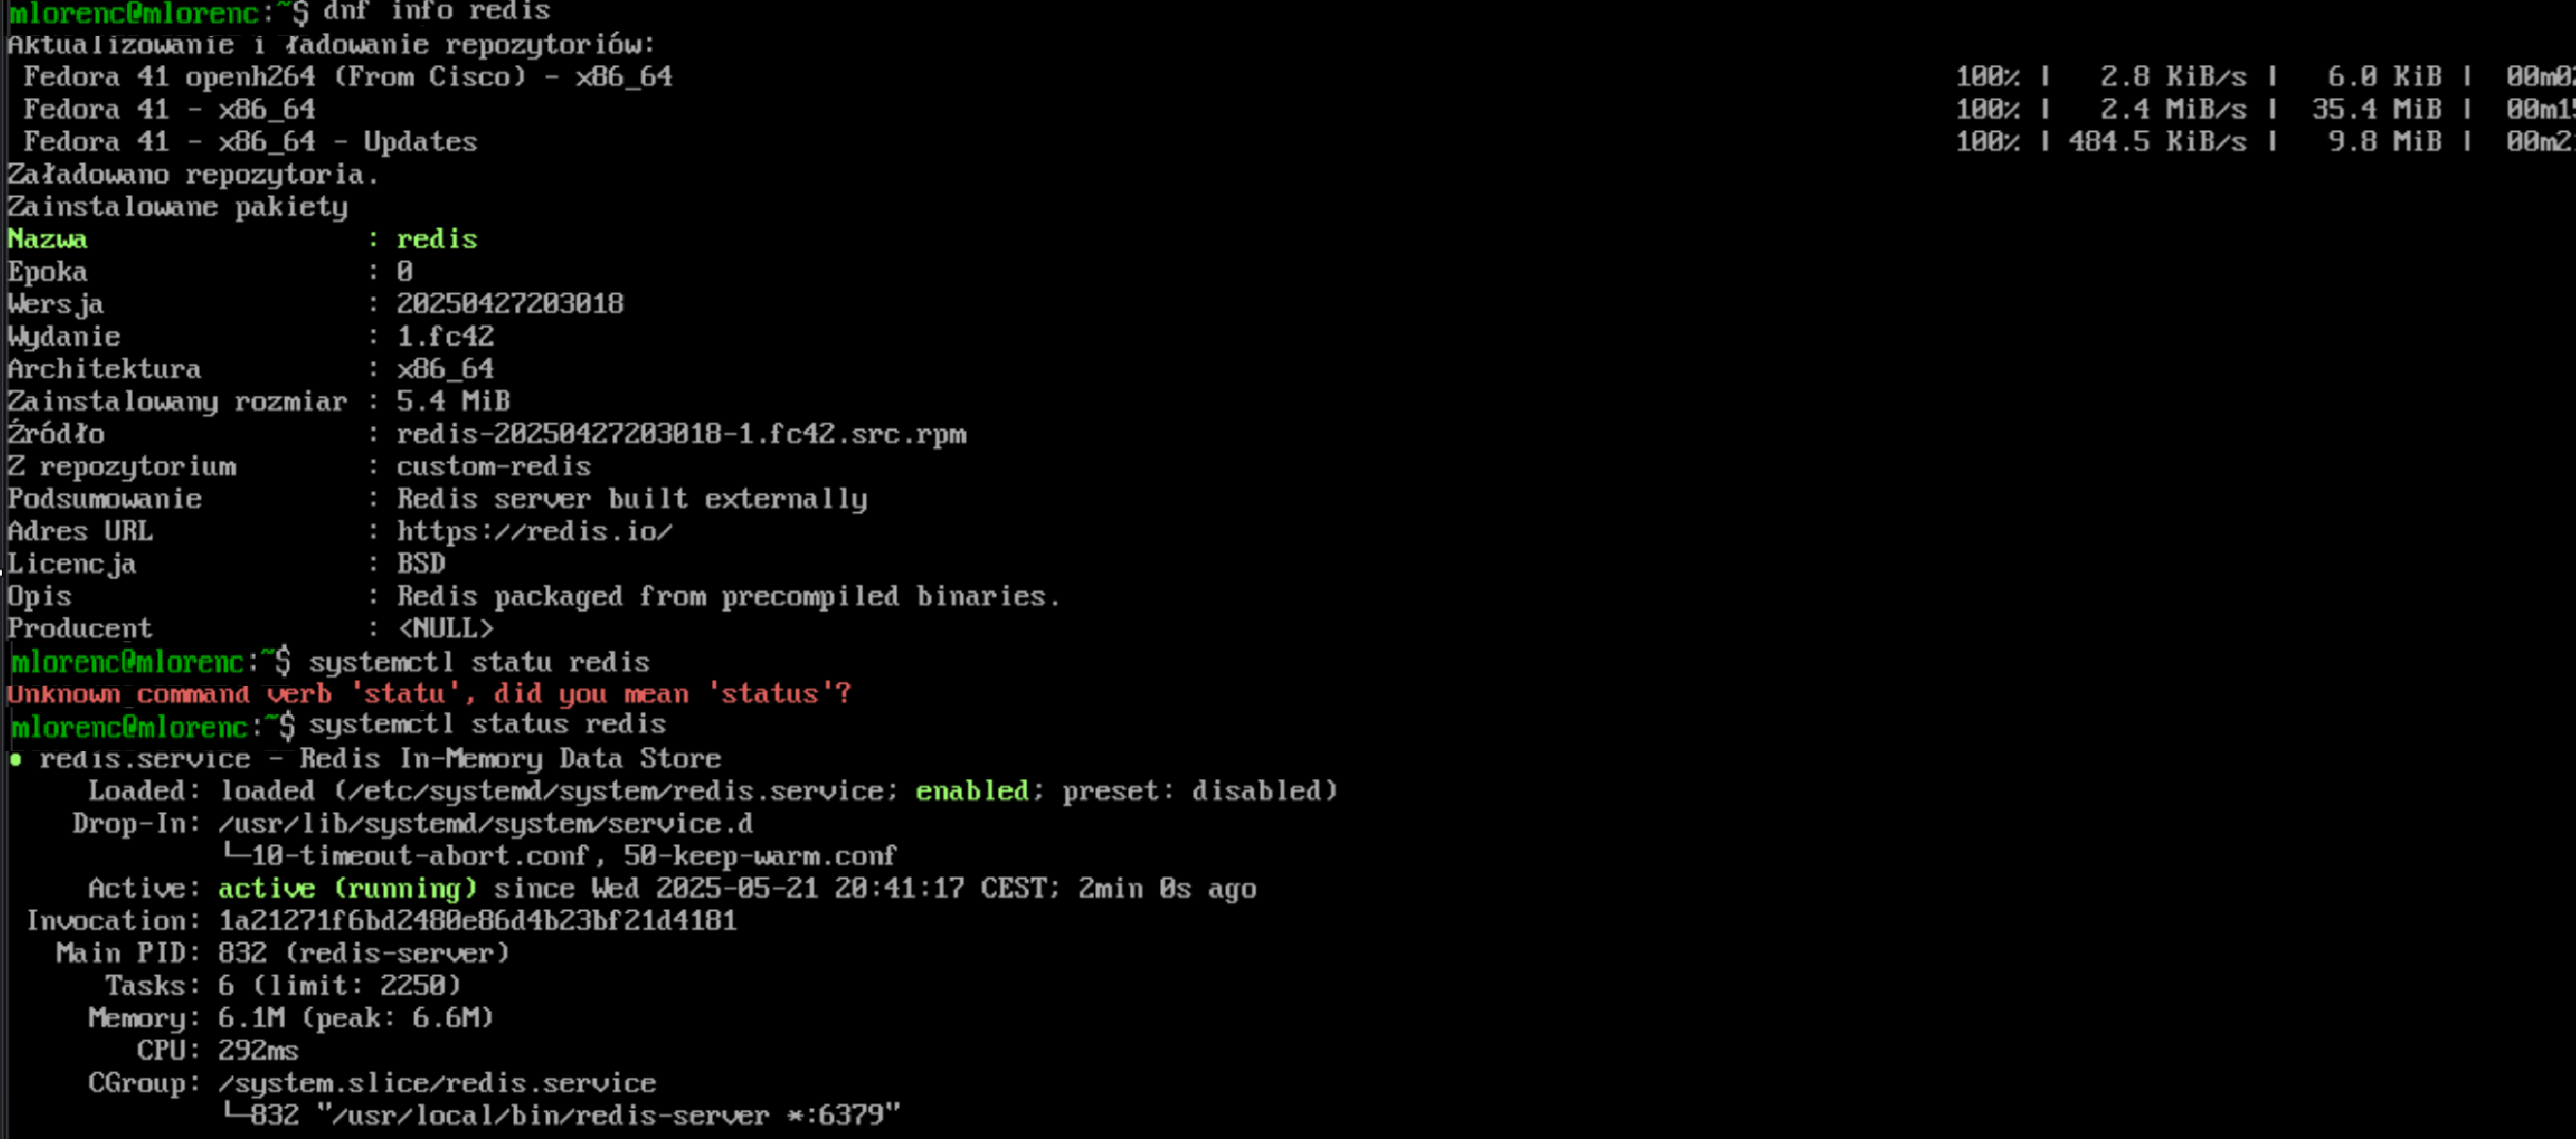 mlorenc@mlorenc:~$ dnf info redis
Aktualizowanie i ładowanie repozytoriów:
 Fedora 41 openh264 (From Cisco) - x86_64 100% | 2.8 KiB/s | 6.0 KiB | 00m0
 Fedora 41 - x86_64 100% | 2.4 MiB/s | 35.4 MiB | 00m1
 Fedora 41 - x86_64 - Updates 100% | 484.5 KiB/s | 9.8 MiB | 00m2
Załadowano repozytoria.
Zainstalowane pakiety
Nazwa : redis
Epoka : 0
Wersja : 20250427203018
Wydanie : 1.fc42
Architektura : x86_64
Zainstalowany rozmiar : 5.4 MiB
Źródło : redis-20250427203018-1.fc42.src.rpm
Z repozytorium : custom-redis
Podsumowanie : Redis server built externally
Adres URL : https://redis.io/
Licencja : BSD
Opis : Redis packaged from precompiled binaries.
Producent : <NULL>
mlorenc@mlorenc:~$ systemctl statu redis
Unknown command verb 'statu', did you mean 'status'?
mlorenc@mlorenc:~$ systemctl status redis
● redis.service - Redis In-Memory Data Store
Loaded: loaded (/etc/systemd/system/redis.service; enabled; preset: disabled)
Drop-In: /usr/lib/systemd/system/service.d
└─10-timeout-abort.conf, 50-keep-warm.conf
Active: active (running) since Wed 2025-05-21 20:41:17 CEST; 2min 0s ago
Invocation: 1a21271f6bd2480e86d4b23bf21d4181
Main PID: 832 (redis-server)
Tasks: 6 (limit: 2250)
Memory: 6.1M (peak: 6.6M)
CPU: 292ms
CGroup: /system.slice/redis.service
└─832 "/usr/local/bin/redis-server *:6379"